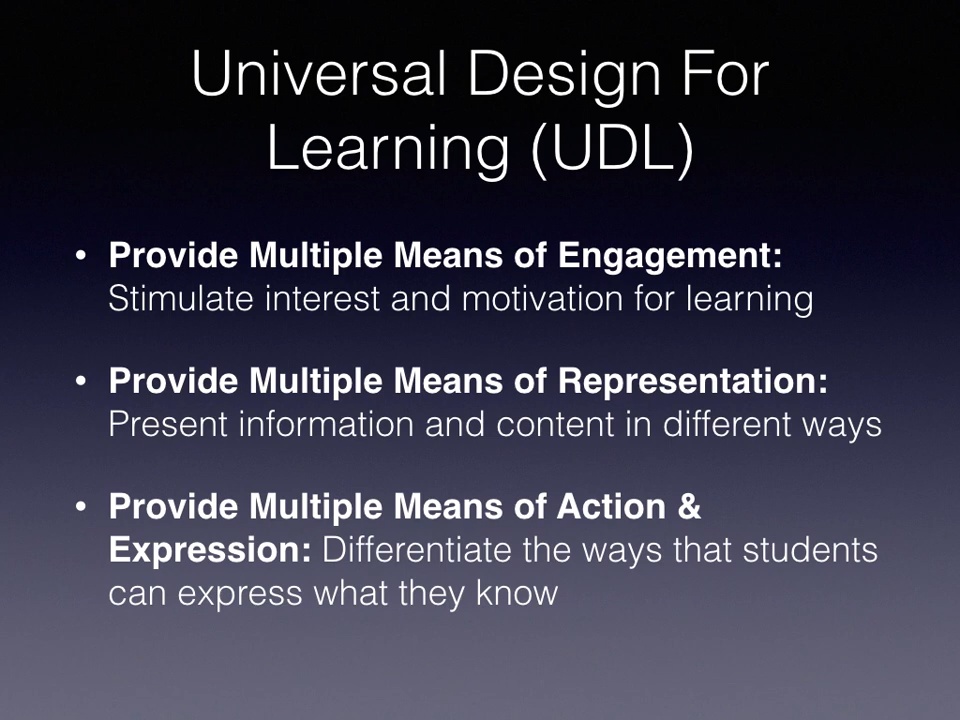 Universal Design For
Learning (UDL)
• Provide Multiple Means of Engagement:
Stimulate interest and motivation for learning
• Provide Multiple Means of Representation:
Present information and content in different ways
• Provide Multiple Means of Action &
Expression: Differentiate the ways that students
can express what they know